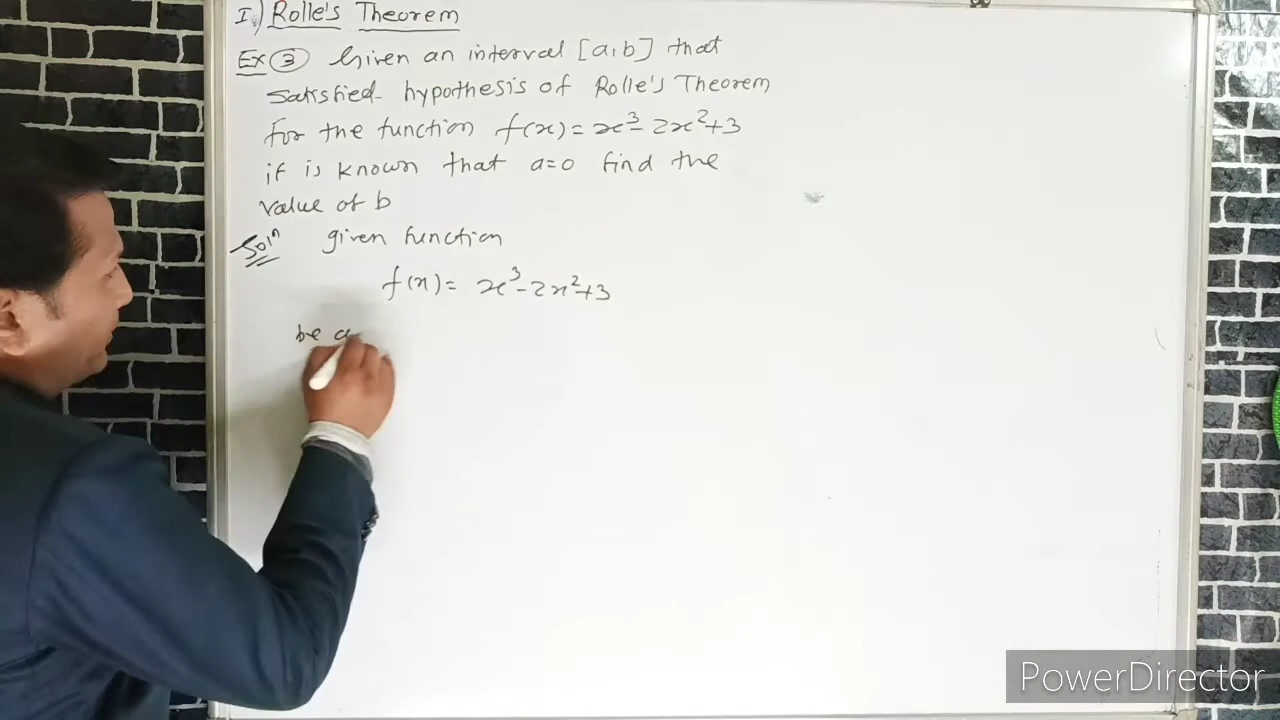 I.) Rolle's Theorem
Ex ③ Given an interval [a,b] that
satisfied hypothesis of Rolle's Theorem
for the function f(x) = x³-2x²+3
if is known that a=0 find the
value of b
Soln given function
f(x) = x³-2x²+3
be a
PowerDirector